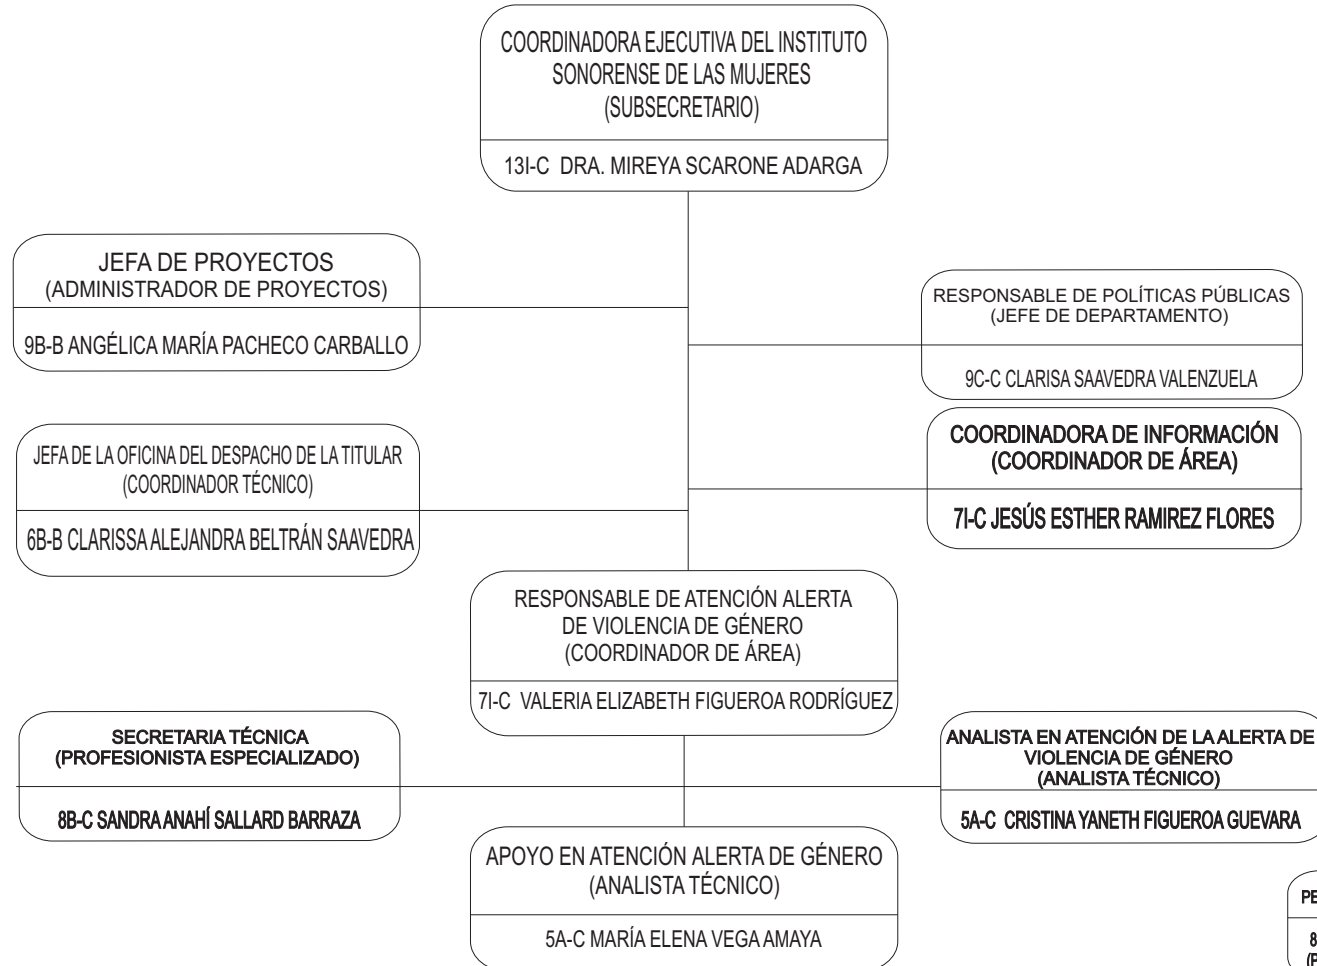 COORDINADORA EJECUTIVA DEL INSTITUTO
SONORENSE DE LAS MUJERES
(SUBSECRETARIO)
13I-C DRA. MIREYA SCARONE ADARGA
JEFA DE PROYECTOS
(ADMINISTRADOR DE PROYECTOS)
9B-B ANGÉLICA MARÍA PACHECO CARBALLO
RESPONSABLE DE POLÍTICAS PÚBLICAS
(JEFE DE DEPARTAMENTO)
9C-C CLARISA SAAVEDRA VALENZUELA
JEFA DE LA OFICINA DEL DESPACHO DE LA TITULAR
(COORDINADOR TÉCNICO)
6B-B CLARISSA ALEJANDRA BELTRÁN SAAVEDRA
COORDINADORA DE INFORMACIÓN
(COORDINADOR DE ÁREA)
7I-C JESÚS ESTHER RAMIREZ FLORES
RESPONSABLE DE ATENCIÓN ALERTA
DE VIOLENCIA DE GÉNERO
(COORDINADOR DE ÁREA)
7I-C VALERIA ELIZABETH FIGUEROA RODRÍGUEZ
SECRETARIA TÉCNICA
(PROFESIONISTA ESPECIALIZADO)
8B-C SANDRA ANAHÍ SALLARD BARRAZA
ANALISTA EN ATENCIÓN DE LA ALERTA DE
VIOLENCIA DE GÉNERO
(ANALISTA TÉCNICO)
5A-C CRISTINA YANETH FIGUEROA GUEVARA
APOYO EN ATENCIÓN ALERTA DE GÉNERO
(ANALISTA TÉCNICO)
5A-C MARÍA ELENA VEGA AMAYA